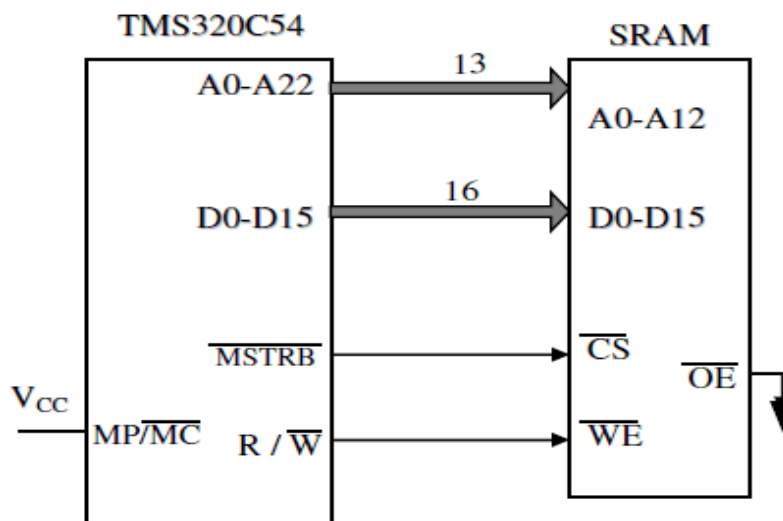 TMS320C54
SRAM
A0-A22
13
A0-A12
D0-D15
16
D0-D15
MSTRB
CS
OE
VCC
MP/MC
R / W
WE